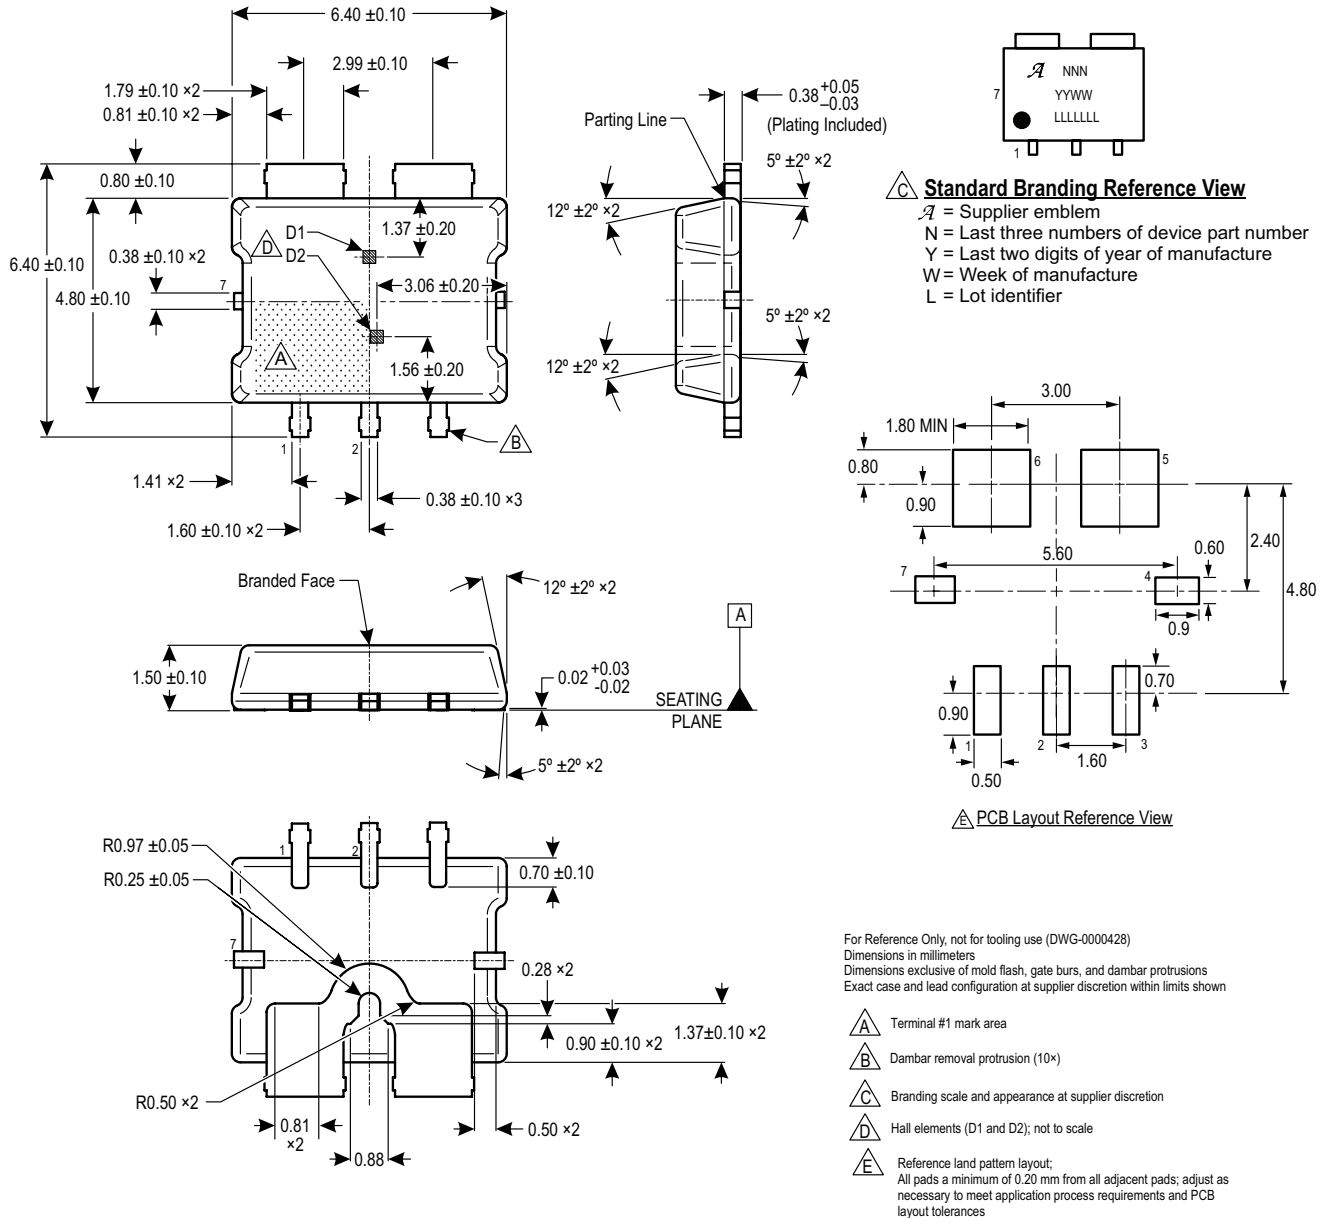 6.40 ±0.10
2.99 ±0.10
1.79 ±0.10 ×2
0.81 ±0.10 ×2
0.80 ±0.10
6.40 ±0.10
4.80 ±0.10
0.38 ±0.10 ×2
7
D
D1
D2
1.37 ±0.20
3.06 ±0.20
1.56 ±0.20
A
B
1
2
1.41 ×2
0.38 ±0.10 ×3
1.60 ±0.10 ×2
Parting Line
0.38 +0.05 –0.03
(Plating Included)
5º ±2º ×2
12º ±2º ×2
5º ±2º ×2
12º ±2º ×2
A NNN
7
YYWW
LLLLLLL
1
C Standard Branding Reference View
A = Supplier emblem
N = Last three numbers of device part number
Y = Last two digits of year of manufacture
W = Week of manufacture
L = Lot identifier
3.00
1.80 MIN
0.80
0.90
6
5
2.40
4.80
5.60
0.60
7
4
0.9
0.70
0.90
1
2
3
1.60
0.50
E PCB Layout Reference View
Branded Face
12º ±2º ×2
1.50 ±0.10
0.02 +0.03 -0.02
A
SEATING
PLANE
5º ±2º ×2
R0.97 ±0.05
R0.25 ±0.05
1
2
7
0.70 ±0.10
0.28 ×2
1.37±0.10 ×2
0.90 ±0.10 ×2
R0.50 ×2
0.81
×2
0.88
0.50 ×2
For Reference Only, not for tooling use (DWG-0000428)
Dimensions in millimeters
Dimensions exclusive of mold flash, gate burs, and dambar protrusions
Exact case and lead configuration at supplier discretion within limits shown
A Terminal #1 mark area
B Dambar removal protrusion (10×)
C Branding scale and appearance at supplier discretion
D Hall elements (D1 and D2); not to scale
E Reference land pattern layout;
All pads a minimum of 0.20 mm from all adjacent pads; adjust as
necessary to meet application process requirements and PCB
layout tolerances